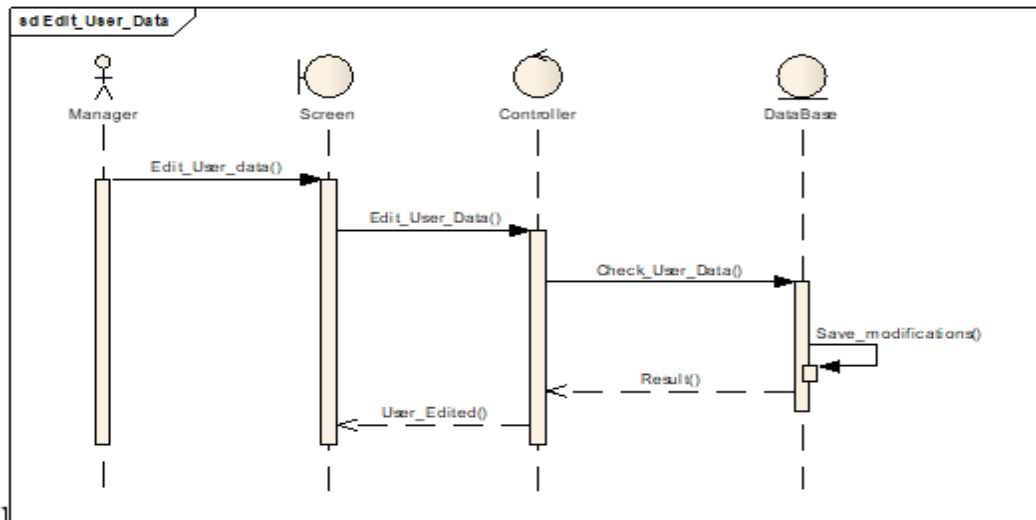 sd Edit_User_Data
Manager
Screen
Controller
DataBase
Edit_User_data()
Edit_User_Data()
Check_User_Data()
Save_modifications()
Result()
User_Edited()